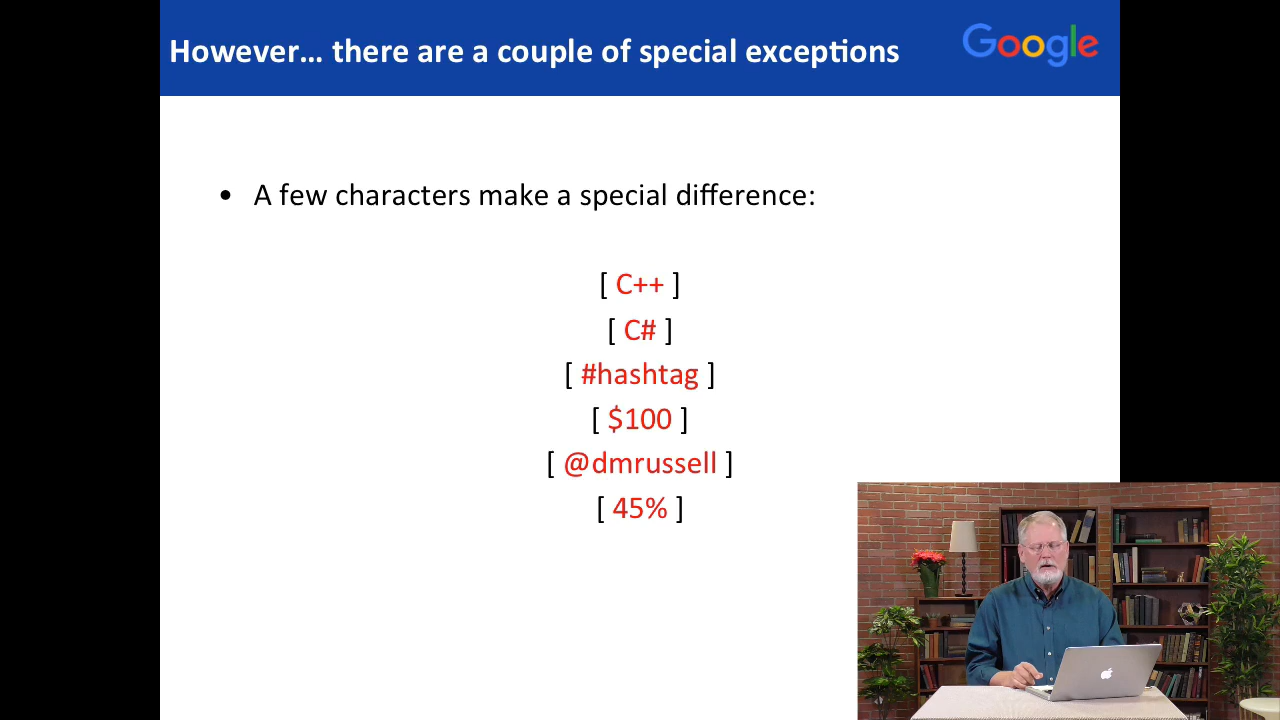 However... there are a couple of special exceptions
Google
• A few characters make a special difference:
[ C++ ]
[ C# ]
[ #hashtag ]
[ $100 ]
[ @dmrussell ]
[ 45% ]